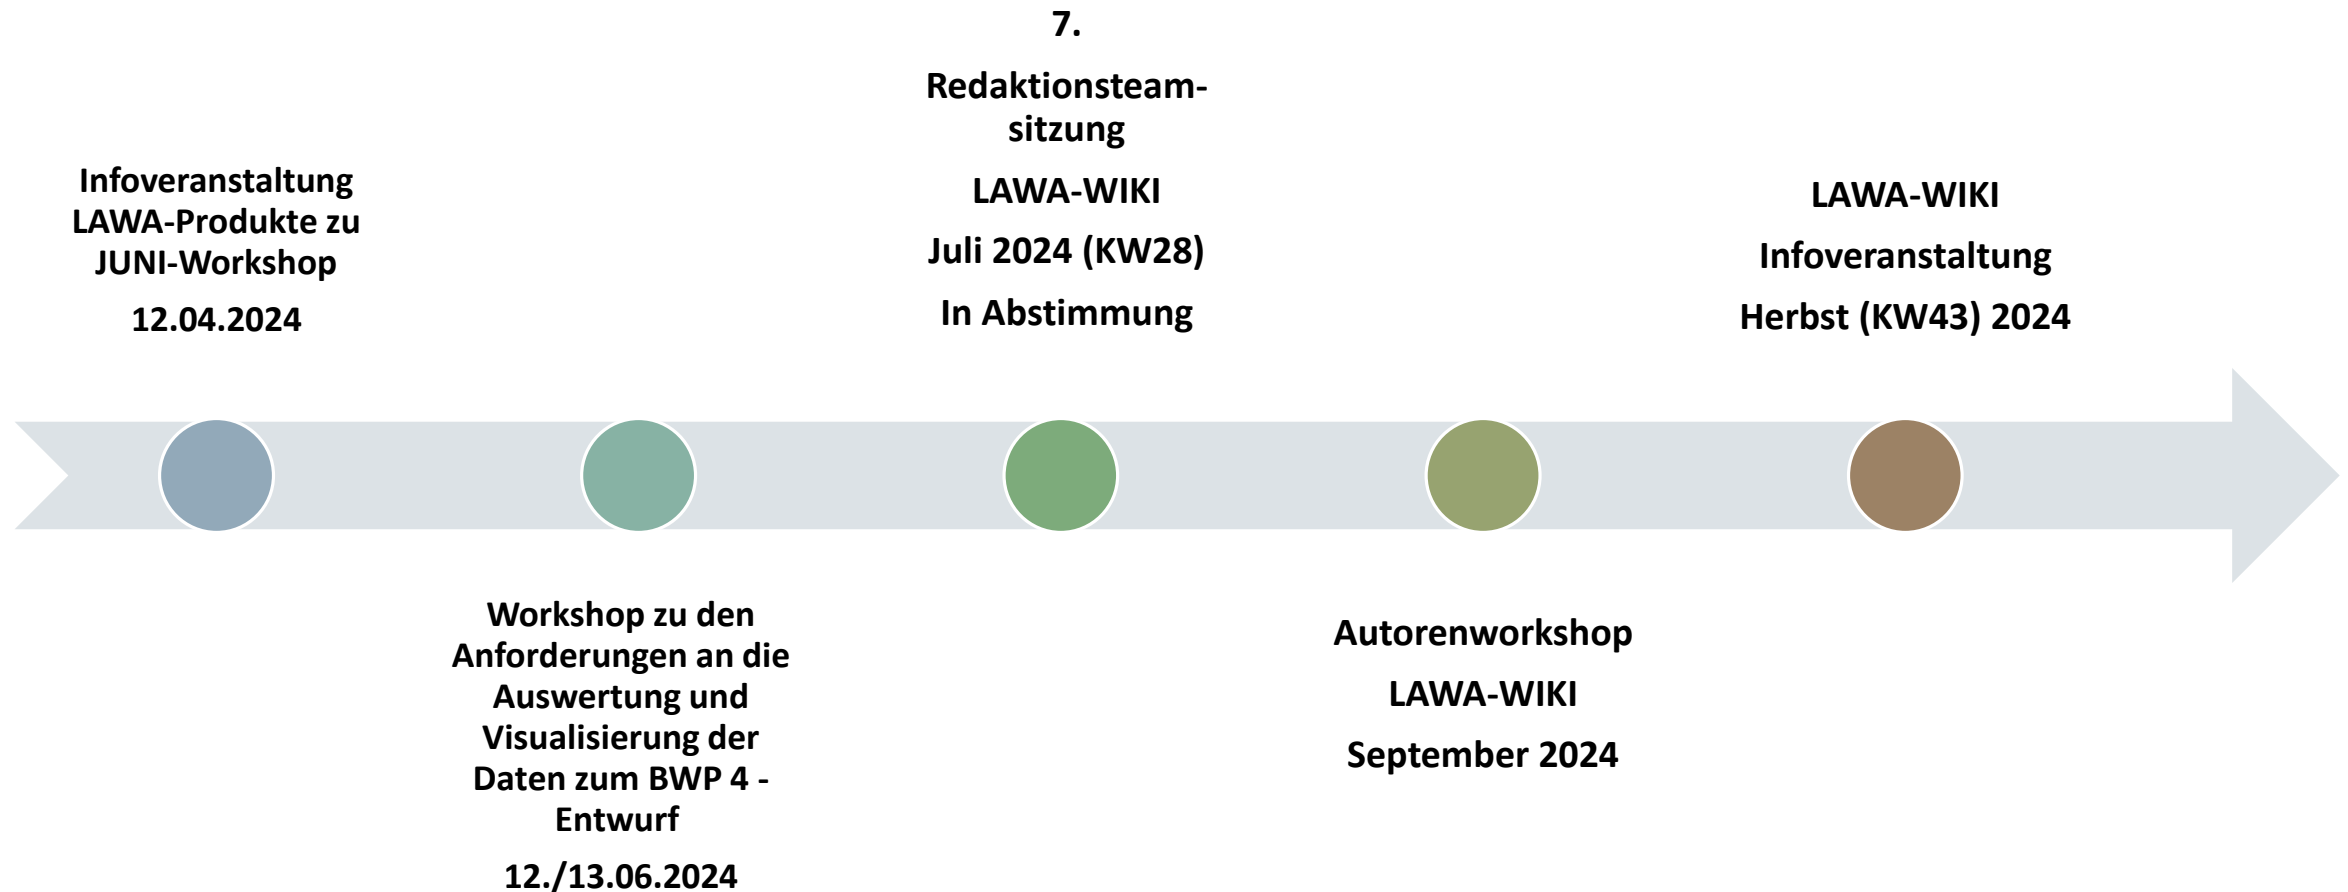 Infoveranstaltung
LAWA-Produkte zu
JUNI-Workshop
12.04.2024
Workshop zu den
Anforderungen an die
Auswertung und
Visualisierung der
Daten zum BWP 4 -
Entwurf
12./13.06.2024
7.
Redaktionsteam-
sitzung
LAWA-WIKI
Juli 2024 (KW28)
In Abstimmung
Autorenworkshop
LAWA-WIKI
September 2024
LAWA-WIKI
Infoveranstaltung
Herbst (KW43) 2024